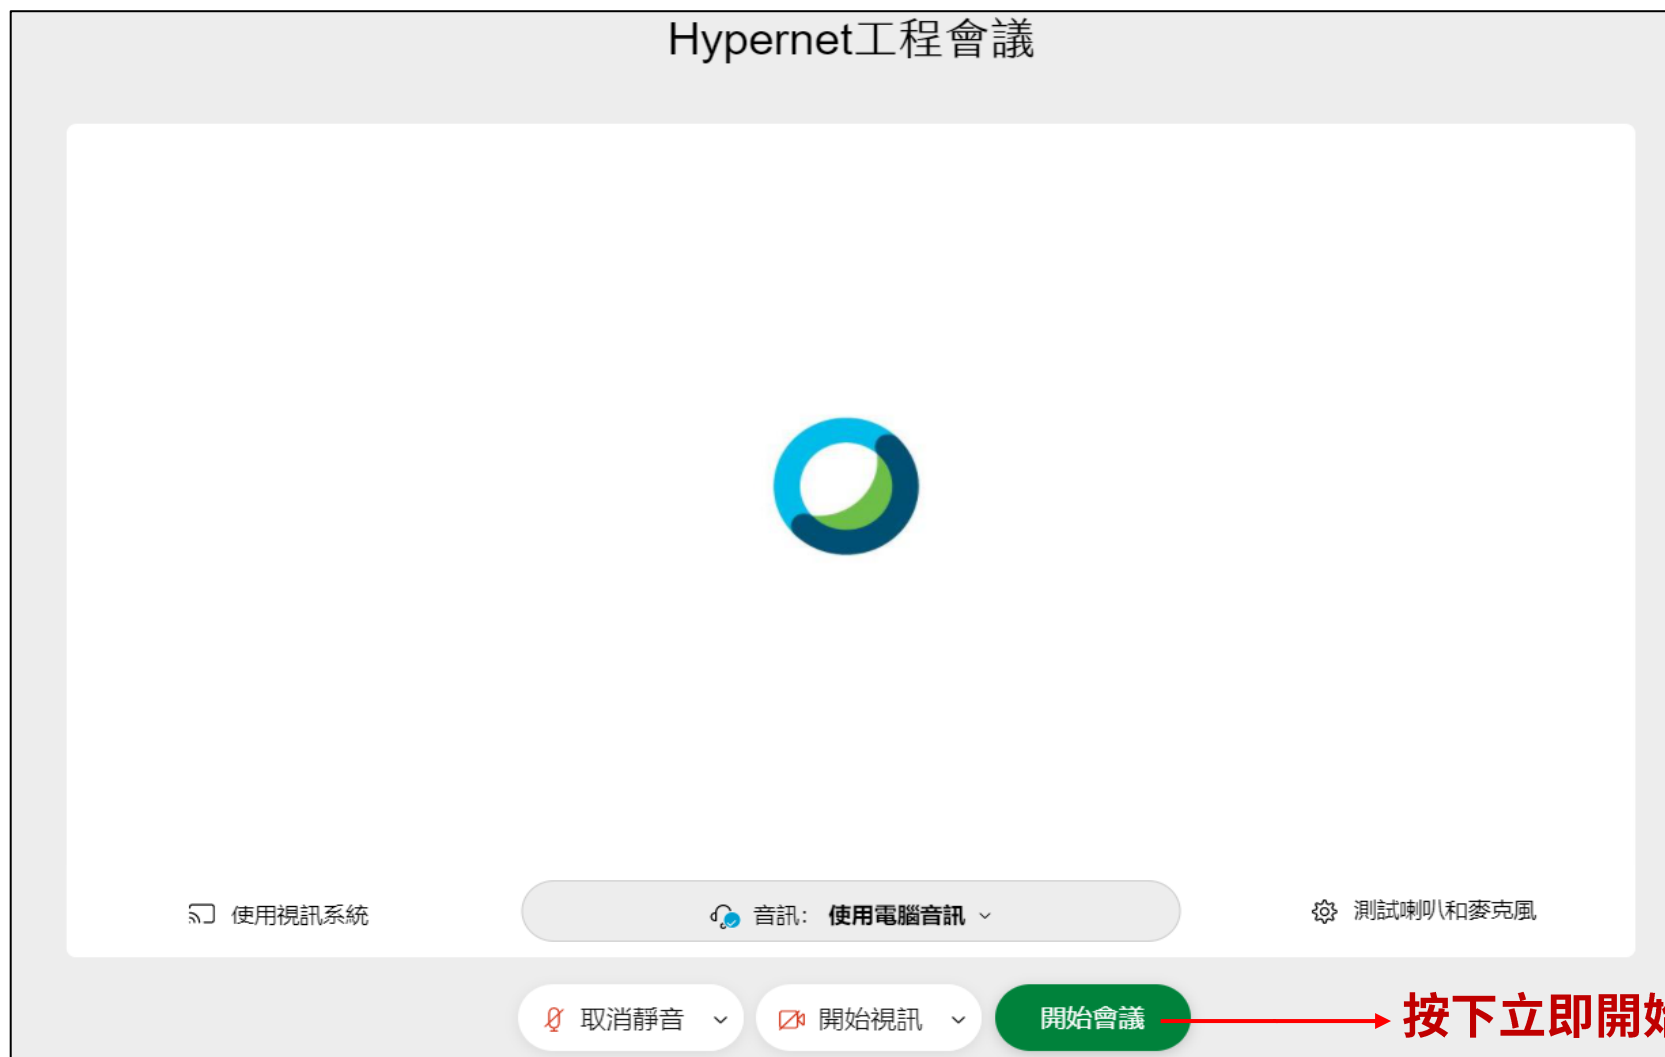 Hypernet工程會議
使用視訊系統
音訊: 使用電腦音訊
測試喇叭和麥克風
取消靜音
開始視訊
開始會議
按下立即開始